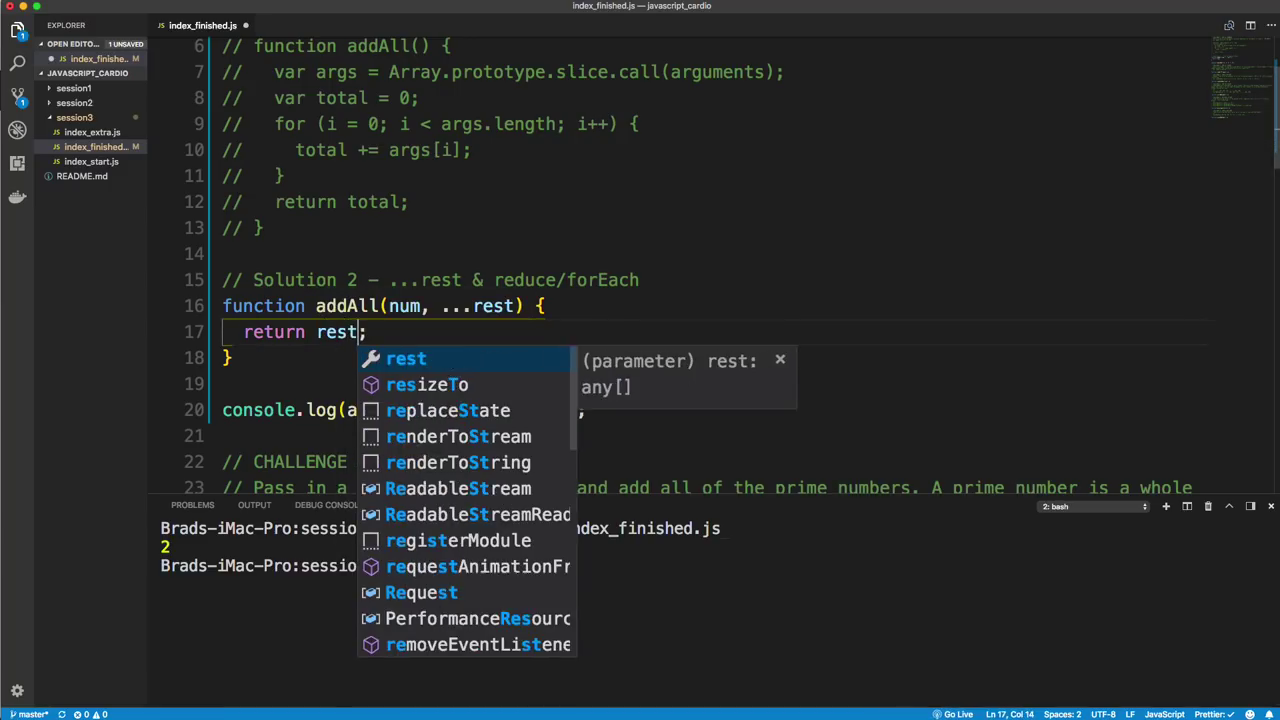 index_finished.js — javascript_cardio
EXPLORER
index_finished.js
OPEN EDITO... 1 UNSAVED
index_finishe... M
JAVASCRIPT_CARDIO
session1
session2
session3
index_extra.js
index_finished... M
index_start.js
README.md
1
1
6 // function addAll() {
7 //   var args = Array.prototype.slice.call(arguments);
8 //   var total = 0;
9 //   for (i = 0; i < args.length; i++) {
10 //     total += args[i];
11 //   }
12 //   return total;
13 // }
14
15 // Solution 2 - ...rest & reduce/forEach
16 function addAll(num, ...rest) {
17   return rest;
18 }
19
20 console.log(a ;
21
22 // CHALLENGE
23 // Pass in a and add all of the prime numbers. A prime number is a whole
rest
resizeTo
replaceState
renderToStream
renderToString
ReadableStream
ReadableStreamRead
registerModule
requestAnimationFr
Request
PerformanceResourc
removeEventListene
(parameter) rest: ×
any[]
PROBLEMS OUTPUT DEBUG CONSO 2: bash
Brads-iMac-Pro:sessio ndex_finished.js
2
Brads-iMac-Pro:sessio
master* 0 0 Go Live Ln 17, Col 14 Spaces: 2 UTF-8 LF JavaScript Prettier: ✓